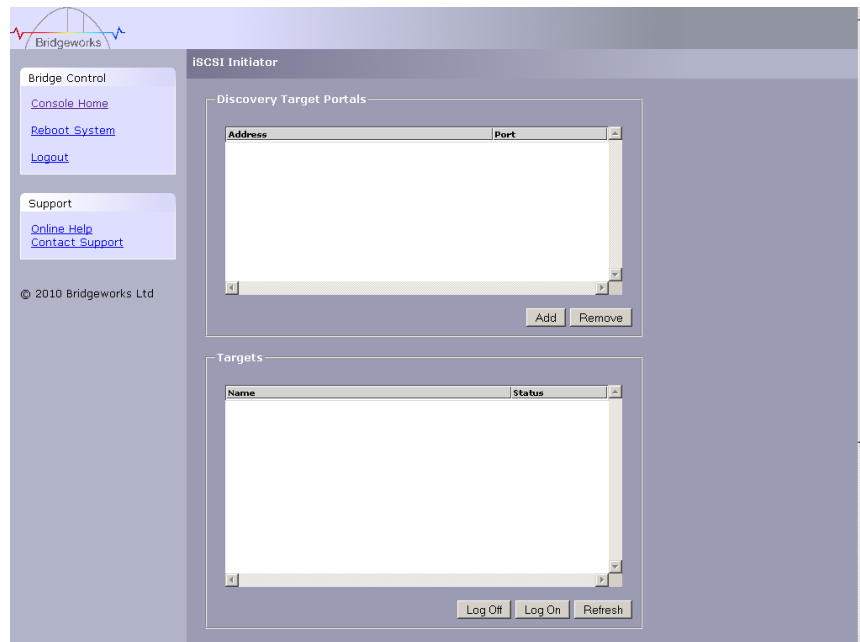 Bridgeworks
iSCSI Initiator
Bridge Control
Console Home
Reboot System
Logout
Support
Online Help
Contact Support
© 2010 Bridgeworks Ltd
Discovery Target Portals
Address Port
Add Remove
Targets
Name Status
Log Off Log On Refresh